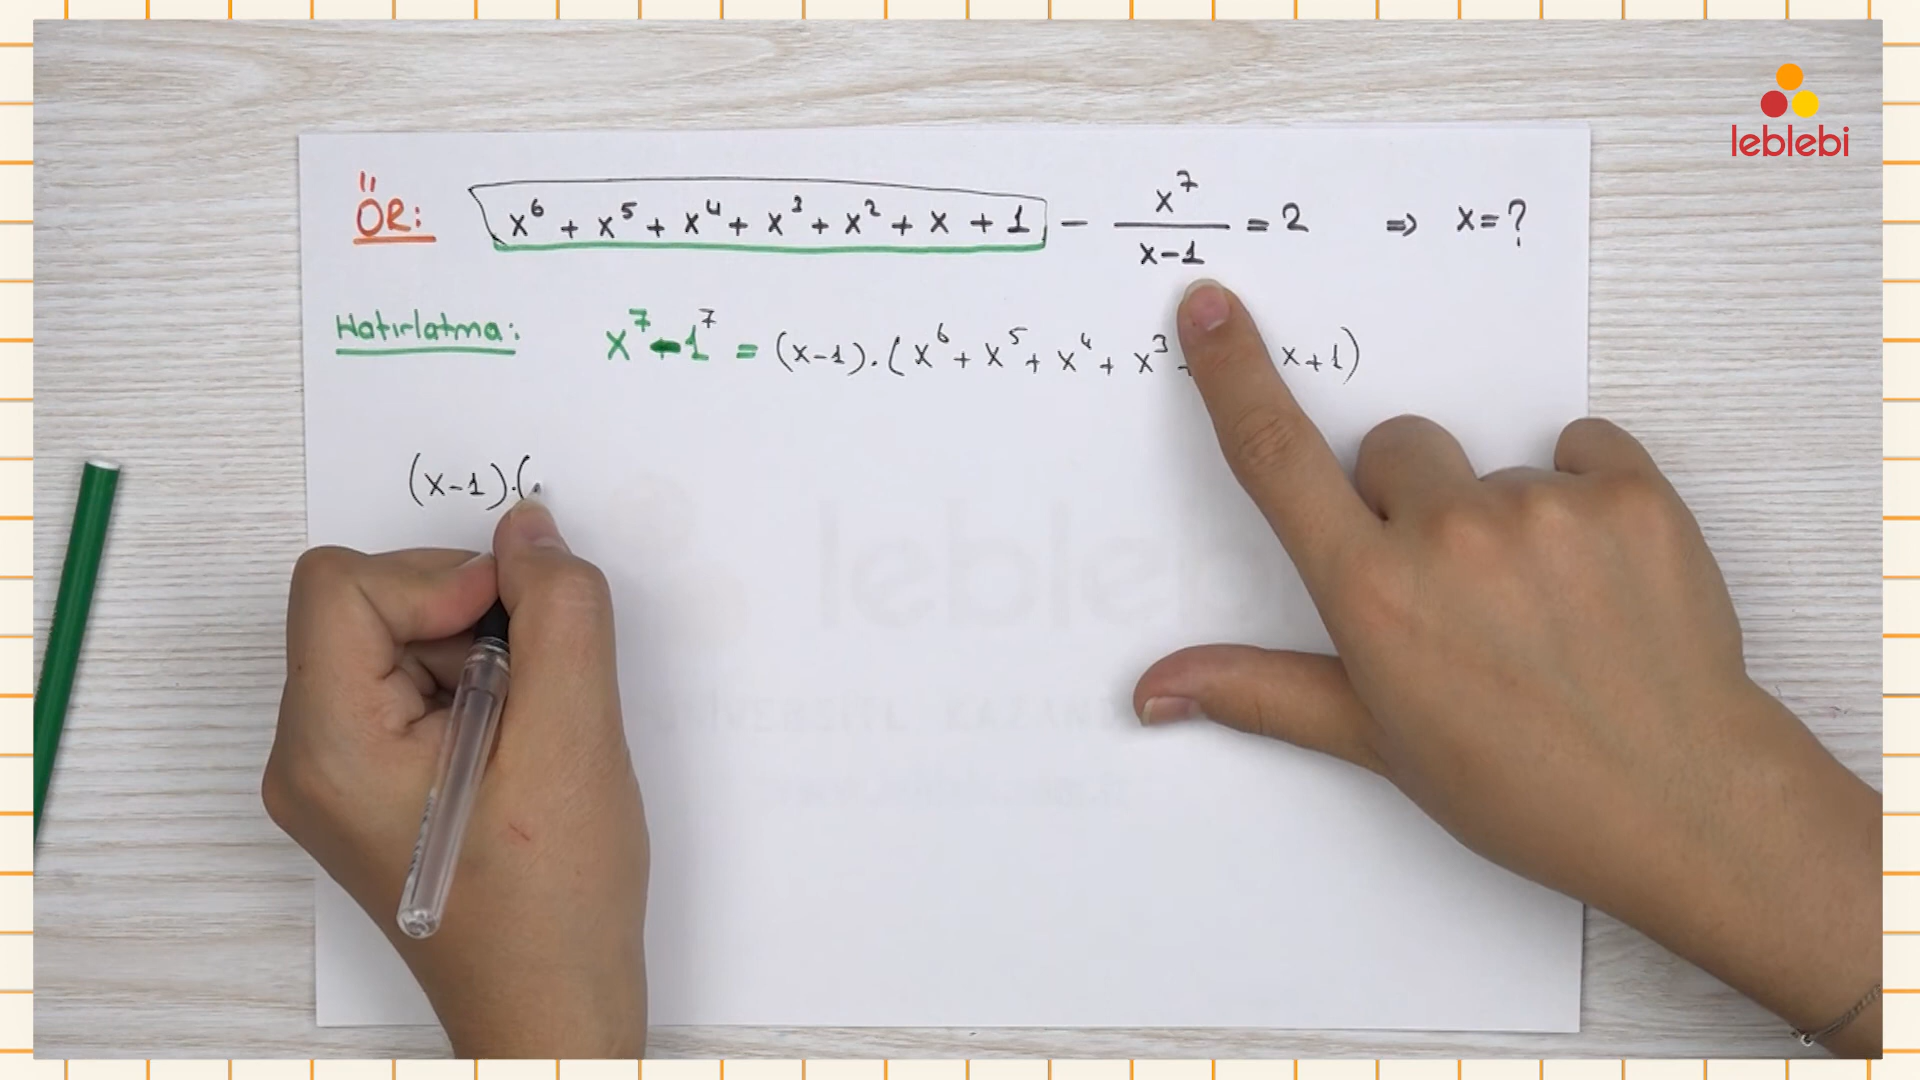 leblebi
ÖR: x⁶ + x⁵ + x⁴ + x³ + x² + x + 1 − x⁷/(x−1) = 2 ⇒ x = ?
Hatırlatma: x⁷ - 1⁷ = (x−1).(x⁶ + x⁵ + x⁴ + x³ + x+1)
(x−1).(
leblebi